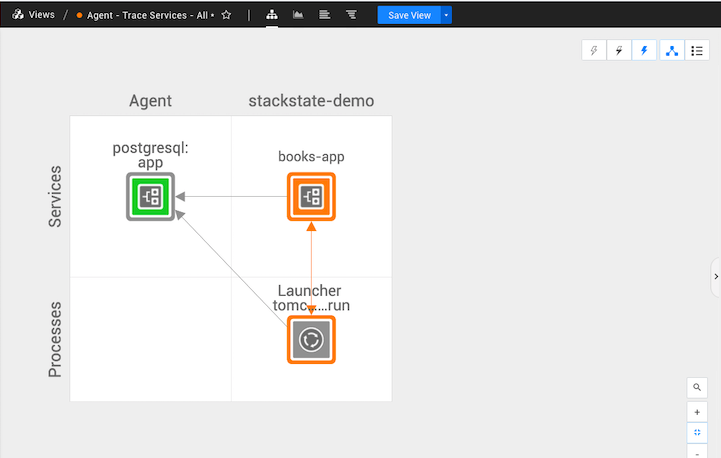 Views / Agent - Trace Services - All • Save View
Agent stackstate-demo
postgresql:
app
books-app
Services
Launcher
tomc...run
Processes